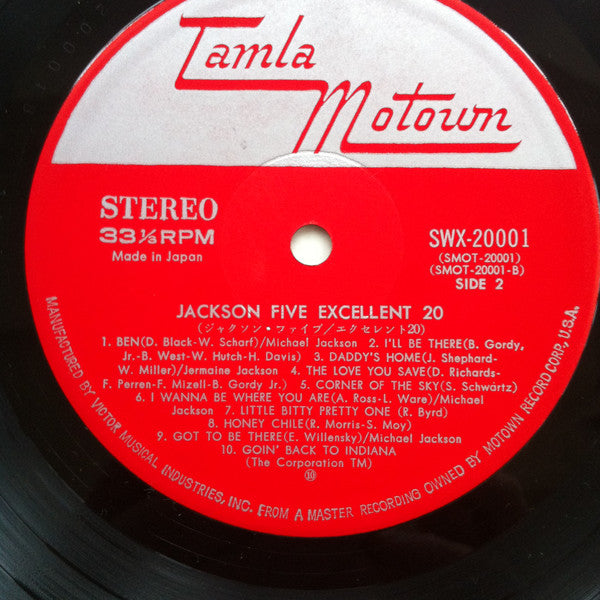 Tamla
Motown
STEREO
33⅓RPM
Made in Japan
SWX-20001
(SMOT-20001)
(SMOT-20001-B)
SIDE 2
JACKSON FIVE EXCELLENT 20
(ジャクソン・ファイブ/エクセレント20)
1. BEN(D. Black-W. Scharf)/Michael Jackson 2. I'LL BE THERE(B. Gordy,
Jr.-B. West-W. Hutch-H. Davis) 3. DADDY'S HOME(J. Shephard-
W. Miller)/Jermaine Jackson 4. THE LOVE YOU SAVE(D. Richards-
F. Perren-F. Mizell-B. Gordy Jr.) 5. CORNER OF THE SKY(S. Schwartz)
6. I WANNA BE WHERE YOU ARE(A. Ross-L. Ware)/Michael
Jackson 7. LITTLE BITTY PRETTY ONE (R. Byrd)
8. HONEY CHILE(R. Morris-S. Moy)
9. GOT TO BE THERE(E. Willensky)/Michael Jackson
10. GOIN' BACK TO INDIANA
(The Corporation TM)
⑩
MANUFACTURED BY VICTOR MUSICAL INDUSTRIES, INC. FROM A MASTER RECORDING OWNED BY MOTOWN RECORD CORP., U.S.A.